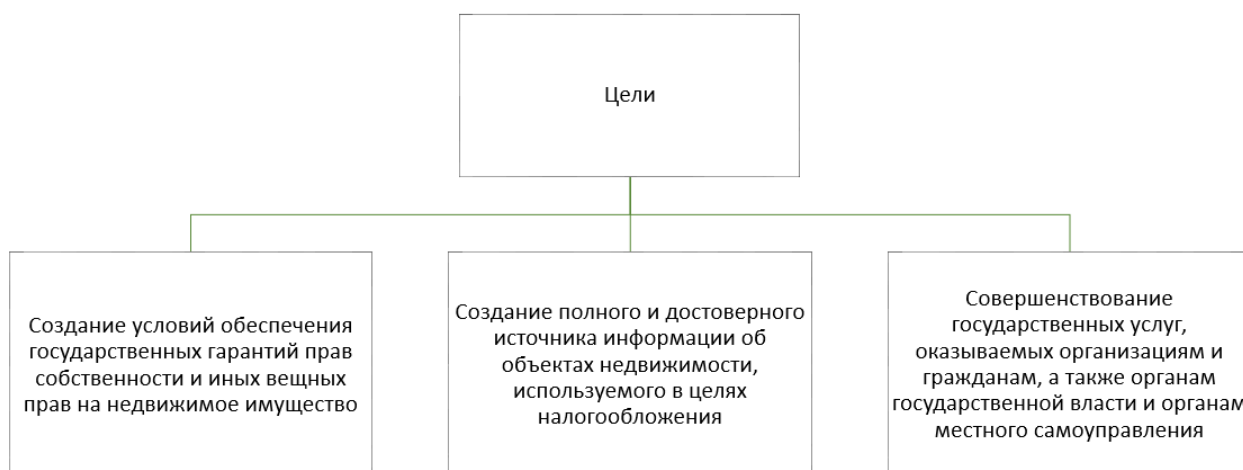 Цели
Создание условий обеспечения
государственных гарантий прав
собственности и иных вещных
прав на недвижимое имущество
Создание полного и достоверного
источника информации об
объектах недвижимости,
используемого в целях
налогообложения
Совершенствование
государственных услуг,
оказываемых организациям и
гражданам, а также органам
государственной власти и органам
местного самоуправления